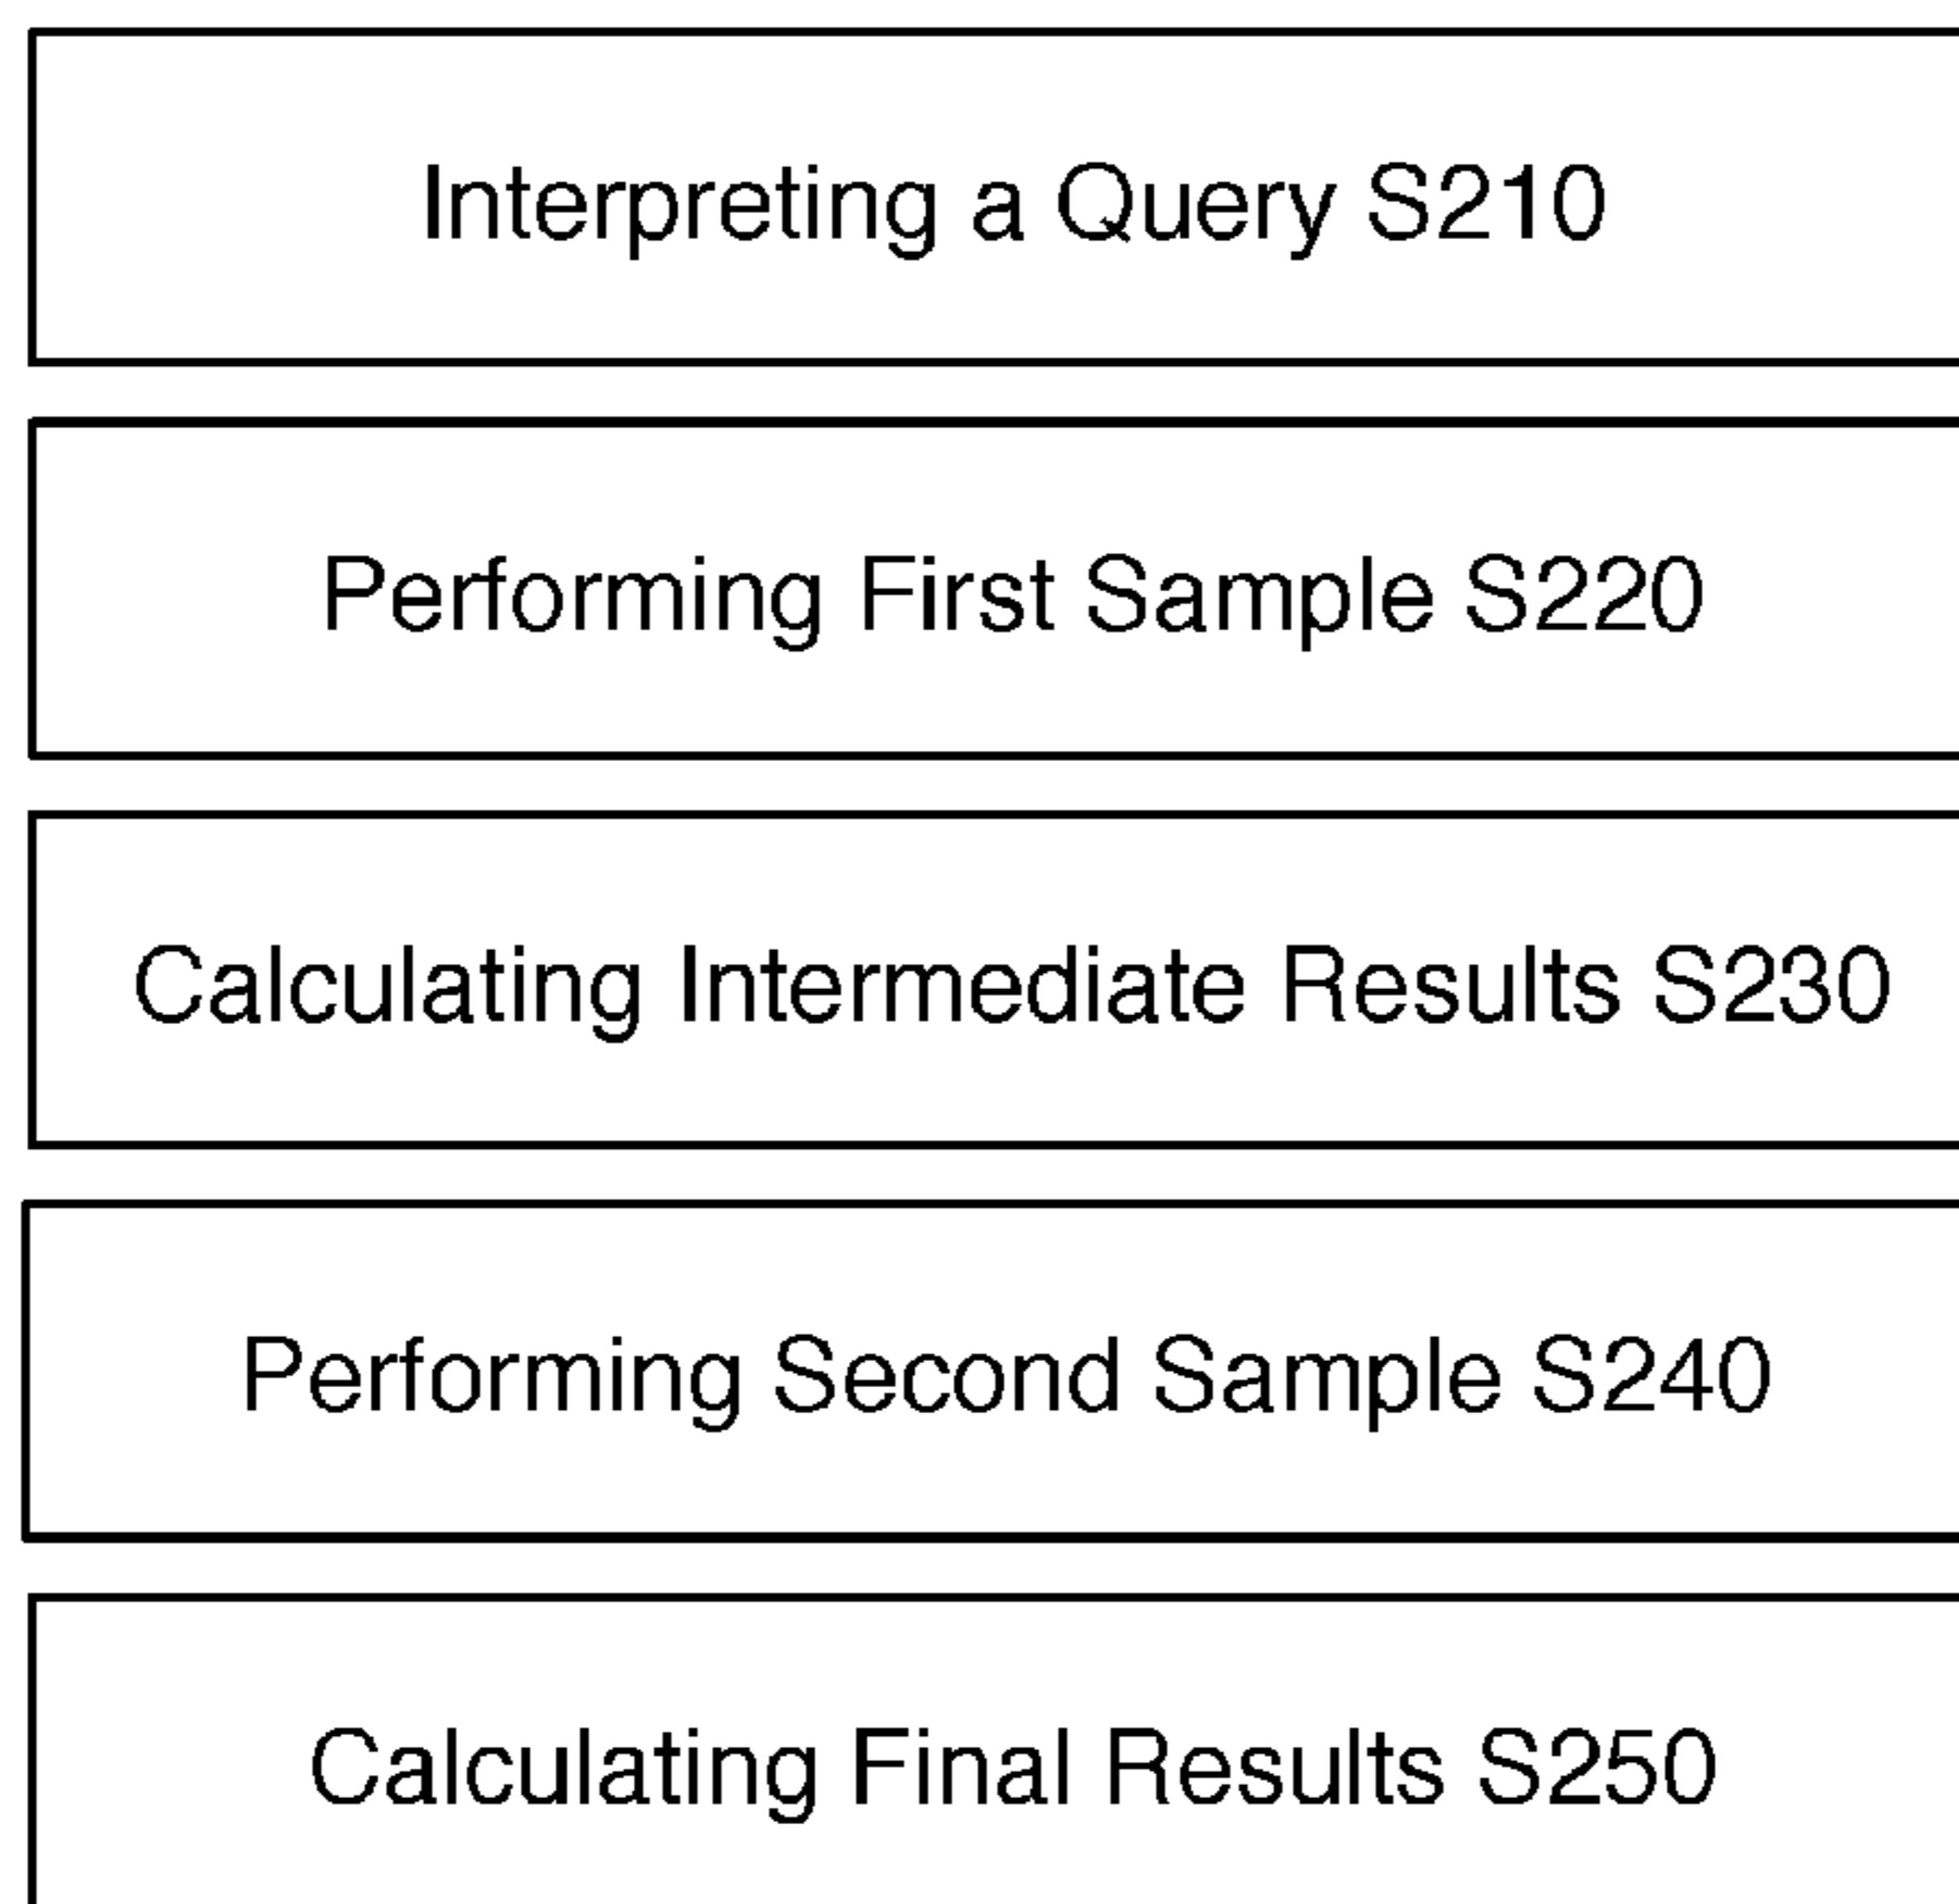 Interpreting a Query S210
Performing First Sample S220
Calculating Intermediate Results S230
Performing Second Sample S240
Calculating Final Results S250